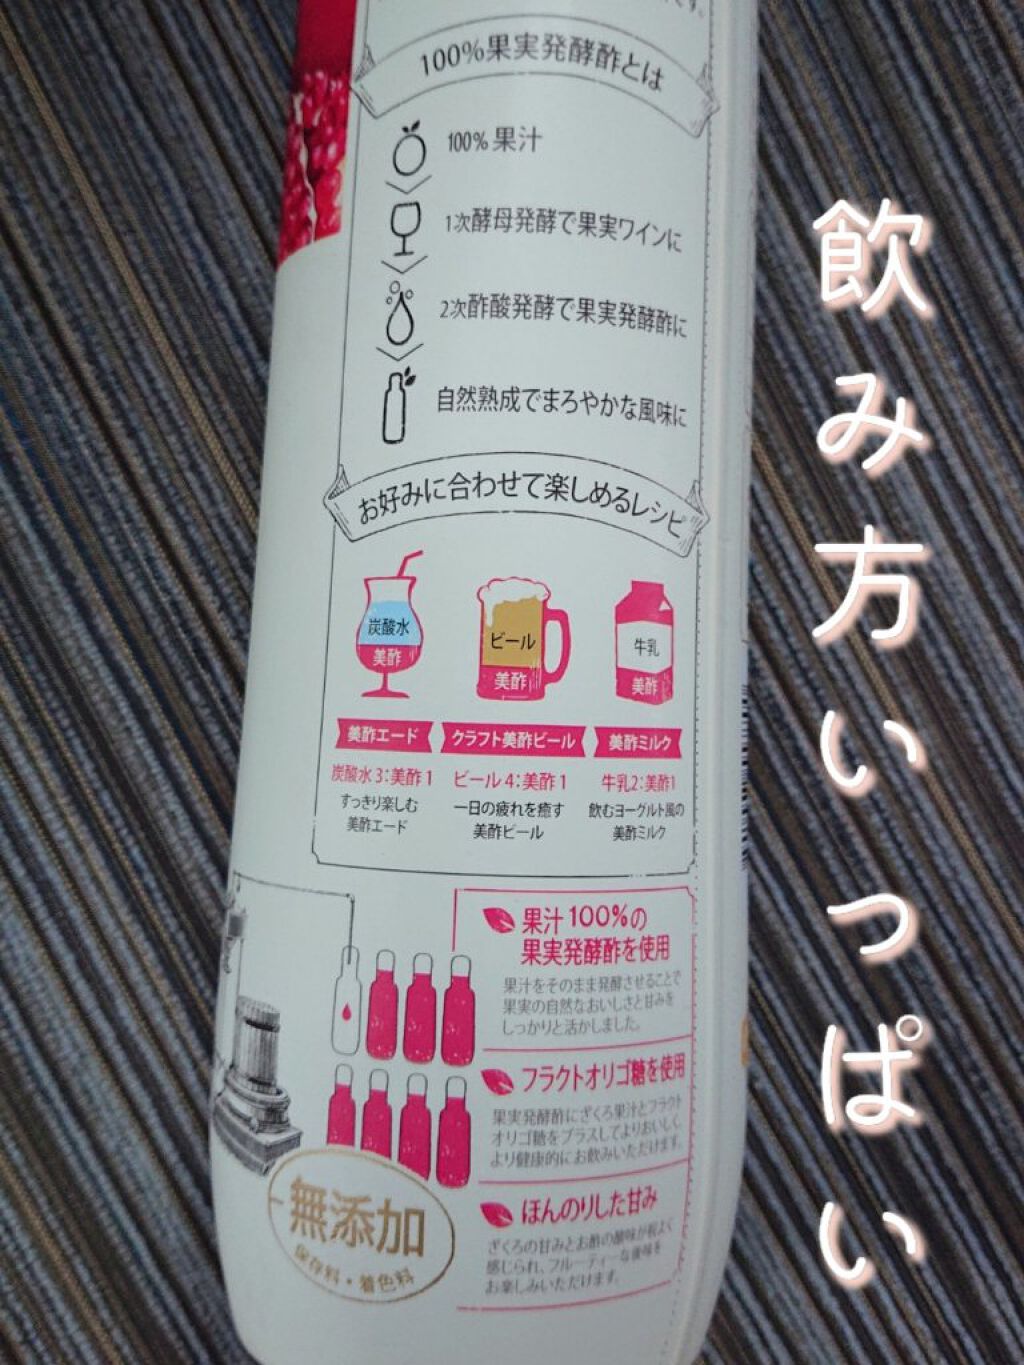 100%果実発酵酢とは
100%果汁
1次酵母発酵で果実ワインに
2次酢酸発酵で果実発酵酢に
自然熟成でまろやかな風味に
お好みに合わせて楽しめるレシピ
炭酸水
美酢
ビール
美酢
牛乳
美酢
美酢エード
クラフト美酢ビール
美酢ミルク
炭酸水3:美酢1
すっきり楽しむ
美酢エード
ビール4:美酢1
一日の疲れを癒す
美酢ビール
牛乳2:美酢1
飲むヨーグルト風の
美酢ミルク
果汁100%の
果実発酵酢を使用
果汁をそのまま発酵させることで
果実の自然なおいしさと甘みを
しっかりと活かしました。
フラクトオリゴ糖を使用
果実発酵酢にざくろ果汁とフラクト
オリゴ糖をプラスしてよりおいしく、
より健康的にお飲みいただけます。
ほんのりした甘み
ざくろの甘みとお酢の酸味が程よく
感じられ、フルーティーな後味を
お楽しみいただけます。
無添加
保存料・着色料
飲み方いっぱい